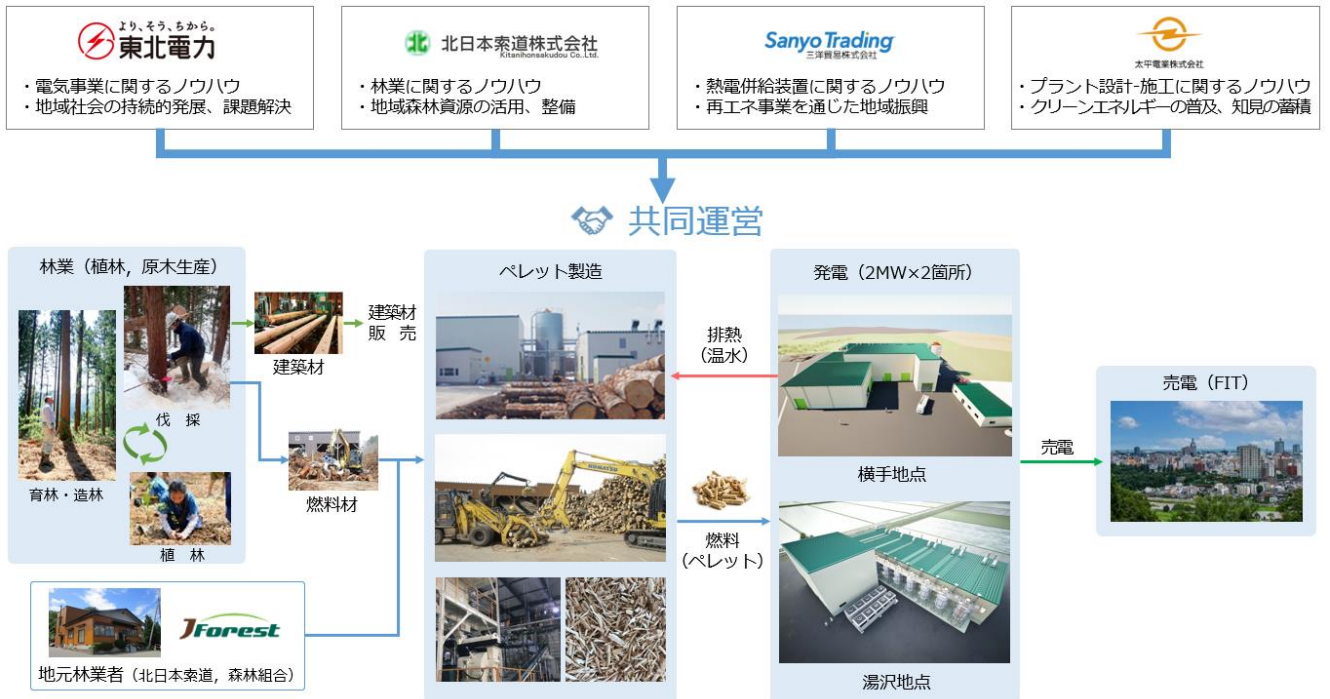 より、そう、ちから。
東北電力
・電気事業に関するノウハウ
・地域社会の持続的発展、課題解決
北
北日本索道株式会社
Kitanihonsakudou Co.,Ltd.
・林業に関するノウハウ
・地域森林資源の活用、整備
Sanyo Trading
三洋貿易株式会社
・熱電併給装置に関するノウハウ
・再エネ事業を通じた地域振興
太平電業株式会社
・プラント設計-施工に関するノウハウ
・クリーンエネルギーの普及、知見の蓄積
共同運営
林業（植林，原木生産）
伐 採
育林・造林
植 林
建築材
建築材
販 売
燃料材
JForest
地元林業者（北日本索道，森林組合）
ペレット製造
KOMATSU
排熱
（温水）
燃料
（ペレット）
発電（2MW×2箇所）
横手地点
湯沢地点
売電
売電（FIT）